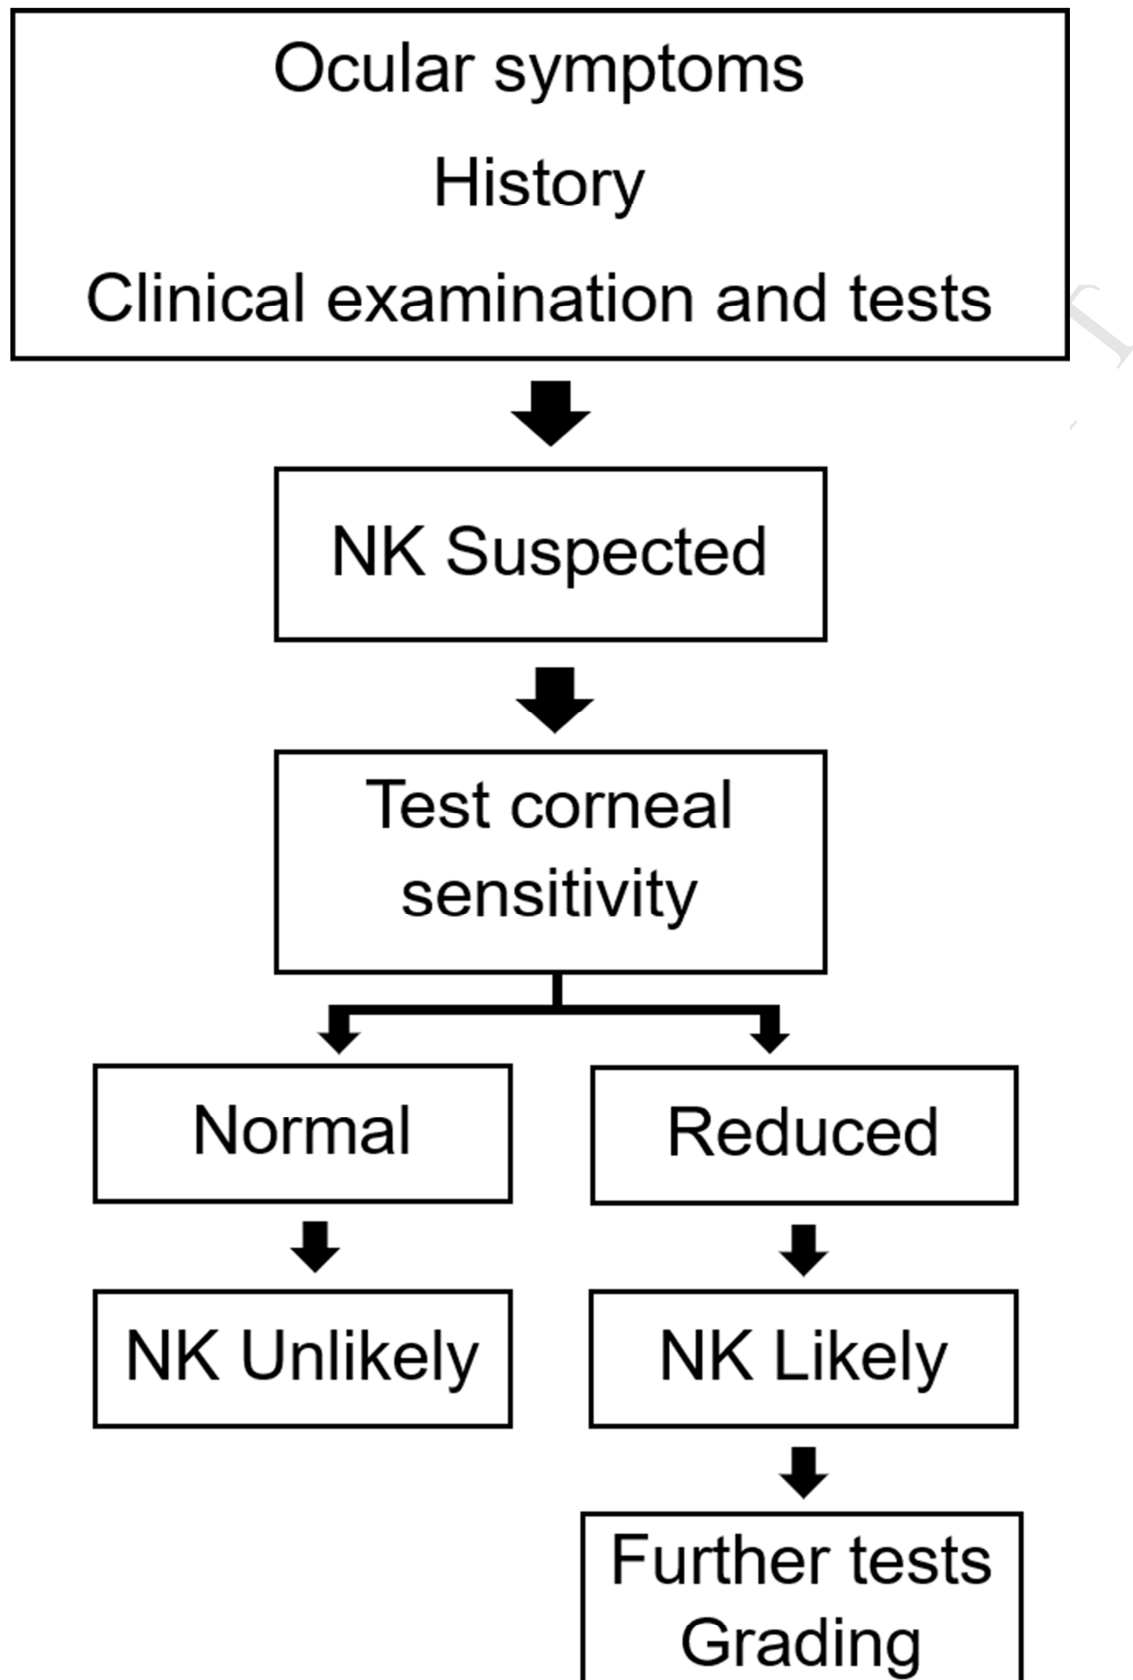 Ocular symptoms
History
Clinical examination and tests
NK Suspected
Test corneal
sensitivity
Normal
Reduced
NK Unlikely
NK Likely
Further tests
Grading